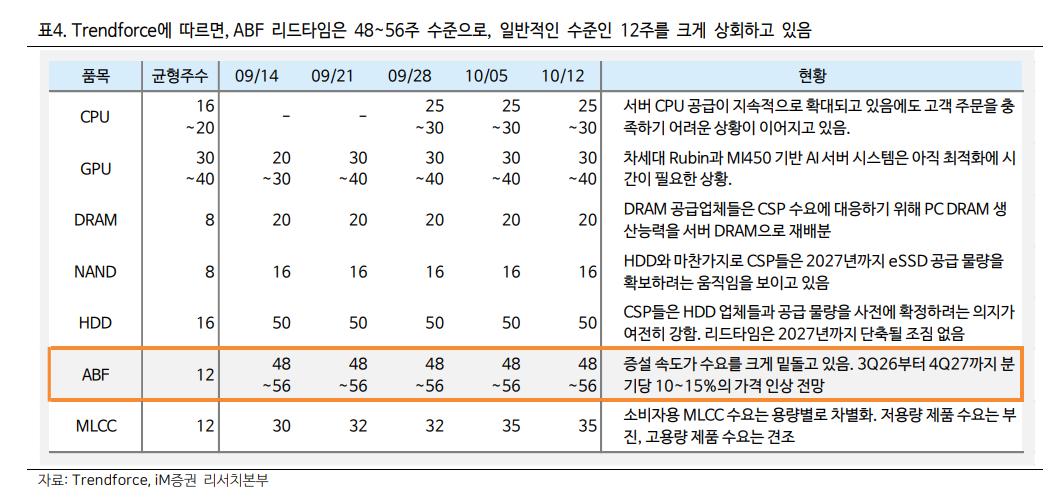 표4. Trendforce에 따르면, ABF 리드타임은 48~56주 수준으로, 일반적인 수준인 12주를 크게 상회하고 있음
품목 균형주수 09/14 09/21 09/28 10/05 10/12 현황
CPU 16 ~20 – – 25 ~30 25 ~30 25 ~30 서버 CPU 공급이 지속적으로 확대되고 있음에도 고객 주문을 충
족하기 어려운 상황이 이어지고 있음.
GPU 30 ~40 20 ~30 30 ~40 30 ~40 30 ~40 30 ~40 차세대 Rubin과 MI450 기반 AI 서버 시스템은 아직 최적화에 시
간이 필요한 상황.
DRAM 8 20 20 20 20 20 DRAM 공급업체들은 CSP 수요에 대응하기 위해 PC DRAM 생
산능력을 서버 DRAM으로 재배분
NAND 8 16 16 16 16 16 HDD와 마찬가지로 CSP들은 2027년까지 eSSD 공급 물량을
확보하려는 움직임을 보이고 있음
HDD 16 50 50 50 50 50 CSP들은 HDD 업체들과 공급 물량을 사전에 확정하려는 의지가
여전히 강함. 리드타임은 2027년까지 단축될 조짐 없음
ABF 12 48 ~56 48 ~56 48 ~56 48 ~56 48 ~56 증설 속도가 수요를 크게 밑돌고 있음. 3Q26부터 4Q27까지 분
기당 10~15%의 가격 인상 전망
MLCC 12 30 32 32 35 35 소비자용 MLCC 수요는 용량별로 차별화. 저용량 제품 수요는 부
진, 고용량 제품 수요는 견조
자료: Trendforce, iM증권 리서치본부